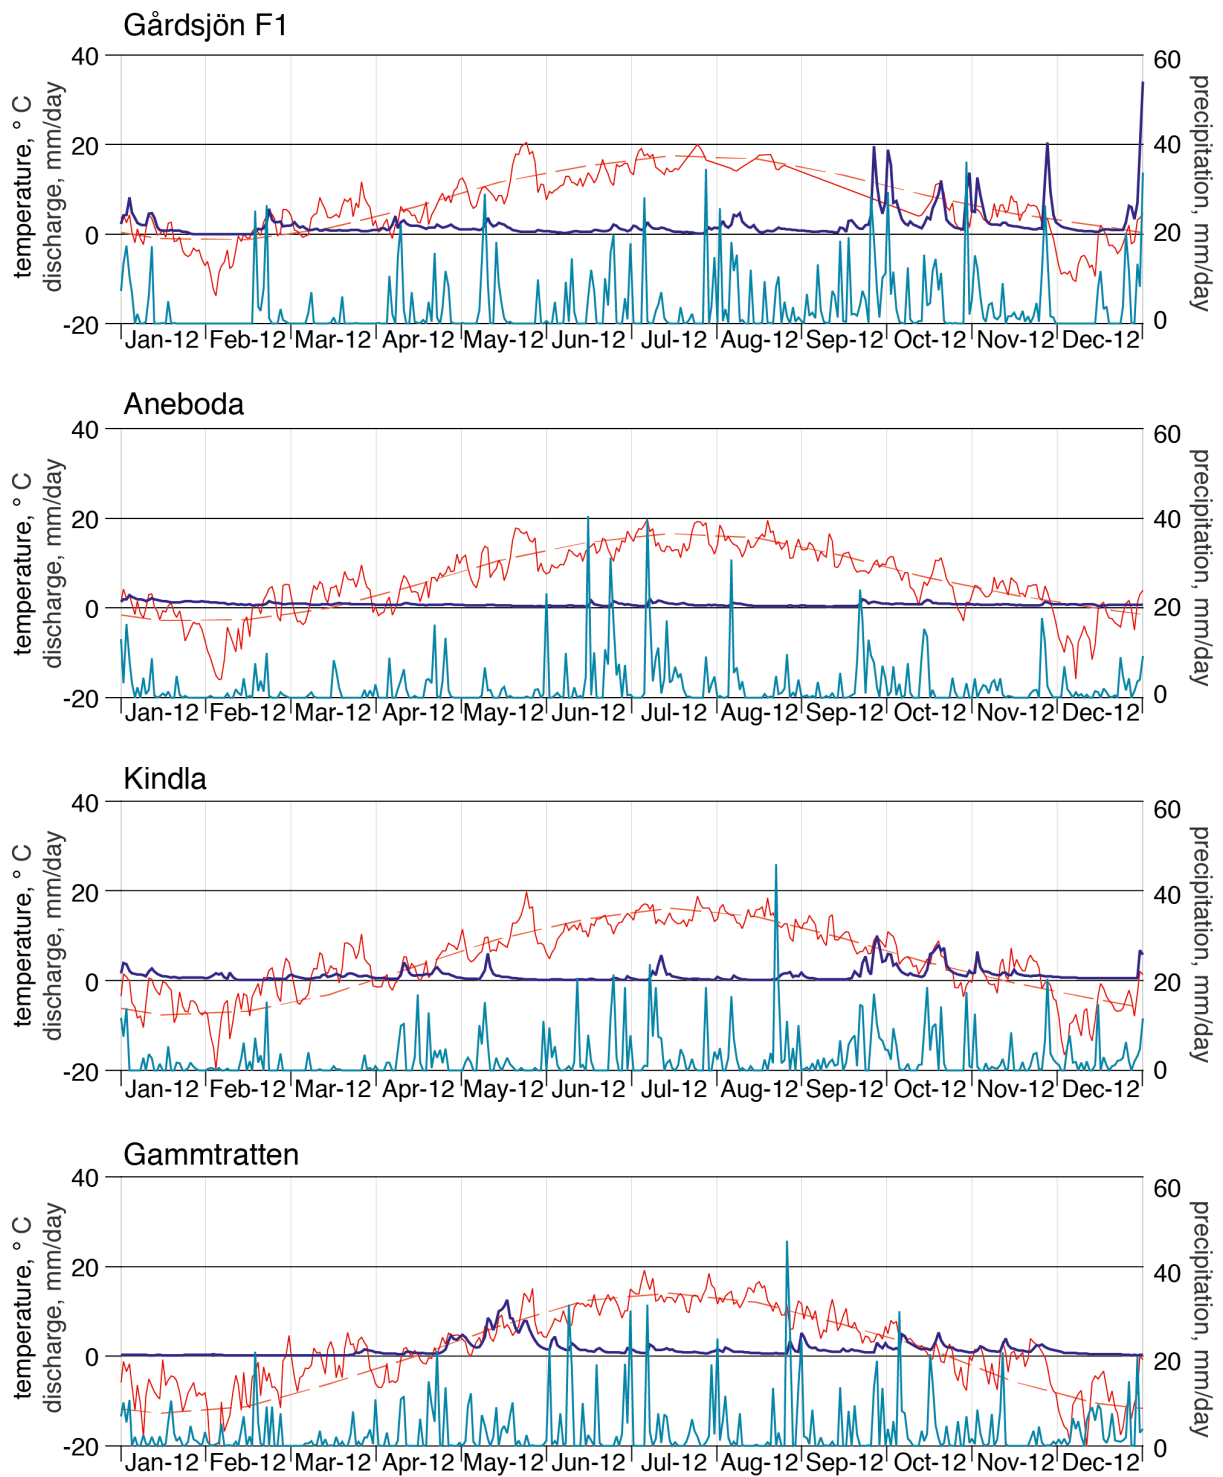 Gårdsjön F1
40
20
0
-20
temperature, ° C
discharge, mm/day
60
40
20
0
precipitation, mm/day
Jan-12 Feb-12 Mar-12 Apr-12 May-12 Jun-12 Jul-12 Aug-12 Sep-12 Oct-12 Nov-12 Dec-12
Aneboda
40
20
0
-20
temperature, ° C
discharge, mm/day
60
40
20
0
precipitation, mm/day
Jan-12 Feb-12 Mar-12 Apr-12 May-12 Jun-12 Jul-12 Aug-12 Sep-12 Oct-12 Nov-12 Dec-12
Kindla
40
20
0
-20
temperature, ° C
discharge, mm/day
60
40
20
0
precipitation, mm/day
Jan-12 Feb-12 Mar-12 Apr-12 May-12 Jun-12 Jul-12 Aug-12 Sep-12 Oct-12 Nov-12 Dec-12
Gammtratten
40
20
0
-20
temperature, ° C
discharge, mm/day
60
40
20
0
precipitation, mm/day
Jan-12 Feb-12 Mar-12 Apr-12 May-12 Jun-12 Jul-12 Aug-12 Sep-12 Oct-12 Nov-12 Dec-12